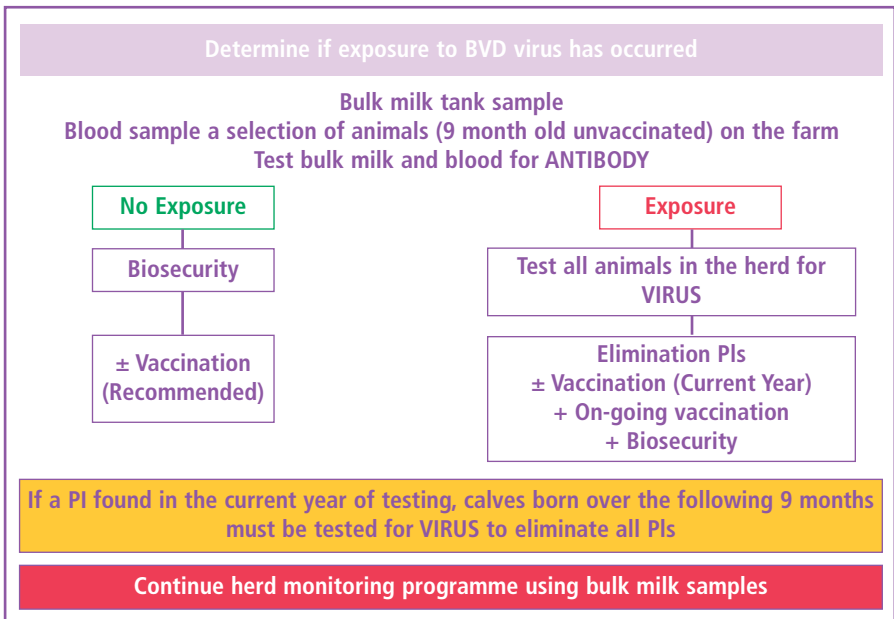 Determine if exposure to BVD virus has occurred
Bulk milk tank sample
Blood sample a selection of animals (9 month old unvaccinated) on the farm
Test bulk milk and blood for ANTIBODY
No Exposure
Biosecurity
± Vaccination
(Recommended)
Exposure
Test all animals in the herd for
VIRUS
Elimination PIs
± Vaccination (Current Year)
+ On-going vaccination
+ Biosecurity
If a PI found in the current year of testing, calves born over the following 9 months
must be tested for VIRUS to eliminate all PIs
Continue herd monitoring programme using bulk milk samples